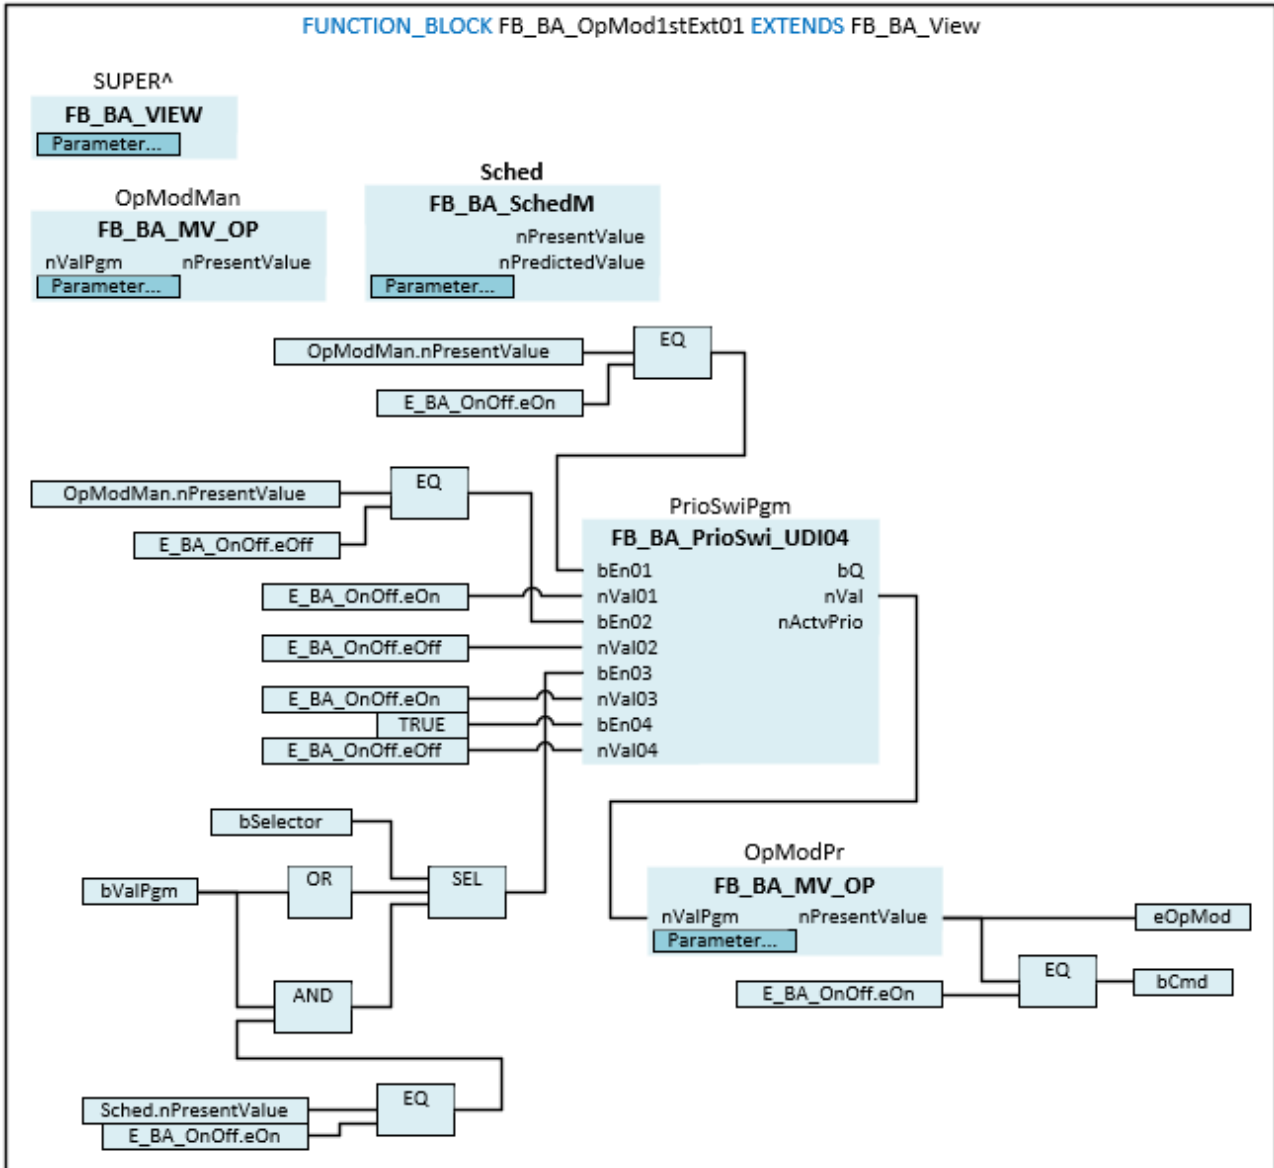 FUNCTION_BLOCK FB_BA_OpMod1stExt01 EXTENDS FB_BA_View
SUPER^
FB_BA_VIEW
Parameter...
OpModMan
FB_BA_MV_OP
nValPgm nPresentValue
Parameter...
Sched
FB_BA_SchedM
nPresentValue
nPredictedValue
Parameter...
OpModMan.nPresentValue
EQ
E_BA_OnOff.eOn
OpModMan.nPresentValue
EQ
E_BA_OnOff.eOff
PrioSwiPgm
FB_BA_PrioSwi_UDI04
bEn01 bQ
E_BA_OnOff.eOn
nVal01 nVal
bEn02 nActvPrio
E_BA_OnOff.eOff
nVal02
bEn03
E_BA_OnOff.eOn
nVal03
TRUE
bEn04
E_BA_OnOff.eOff
nVal04
bSelector
bValPgm
OR
SEL
AND
Sched.nPresentValue
EQ
E_BA_OnOff.eOn
OpModPr
FB_BA_MV_OP
nValPgm nPresentValue
Parameter...
eOpMod
E_BA_OnOff.eOn
EQ
bCmd